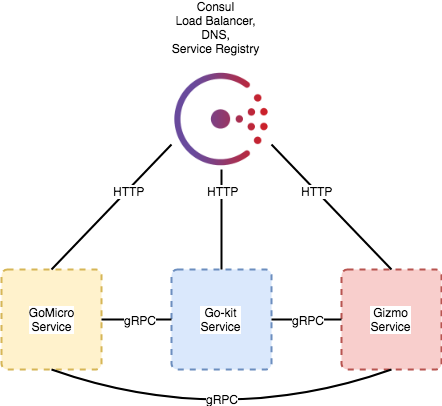 Consul
Load Balancer,
DNS,
Service Registry
HTTP
HTTP
HTTP
GoMicro
Service
gRPC
Go-kit
Service
gRPC
Gizmo
Service
gRPC